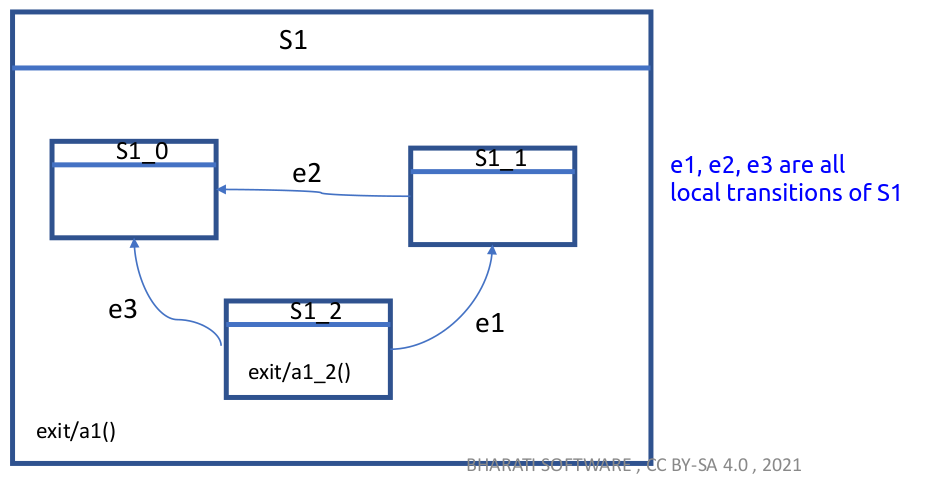 S1
S1_0
S1_1
e2
e1, e2, e3 are all
local transitions of S1
e3
S1_2
e1
exit/a1_2()
exit/a1()
BHARATI SOFTWARE , CC BY-SA 4.0 , 2021